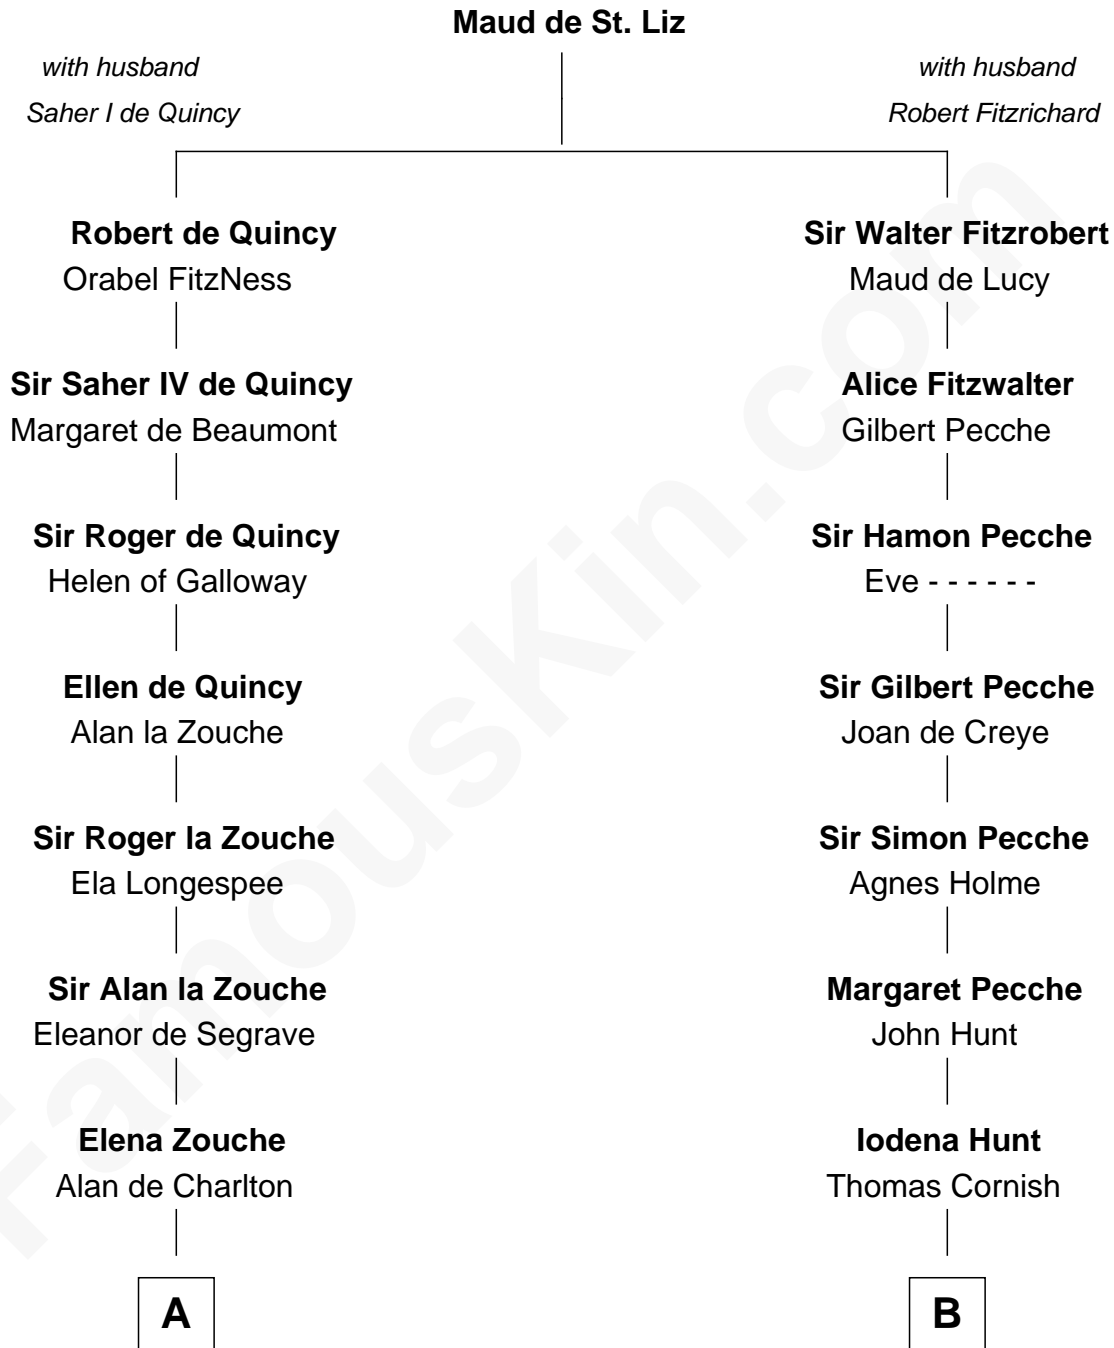 Maud de St. Liz
with husband
Saher I de Quincy
with husband
Robert Fitzrichard
Robert de Quincy
Orabel FitzNess
Sir Walter Fitzrobert
Maud de Lucy
Sir Saher IV de Quincy
Margaret de Beaumont
Alice Fitzwalter
Gilbert Pecche
Sir Roger de Quincy
Helen of Galloway
Sir Hamon Pecche
Eve - - - - - -
Ellen de Quincy
Alan la Zouche
Sir Gilbert Pecche
Joan de Creye
Sir Roger la Zouche
Ela Longespee
Sir Simon Pecche
Agnes Holme
Sir Alan la Zouche
Eleanor de Segrave
Margaret Pecche
John Hunt
Elena Zouche
Alan de Charlton
Iodena Hunt
Thomas Cornish
A
B
FamousKin.com